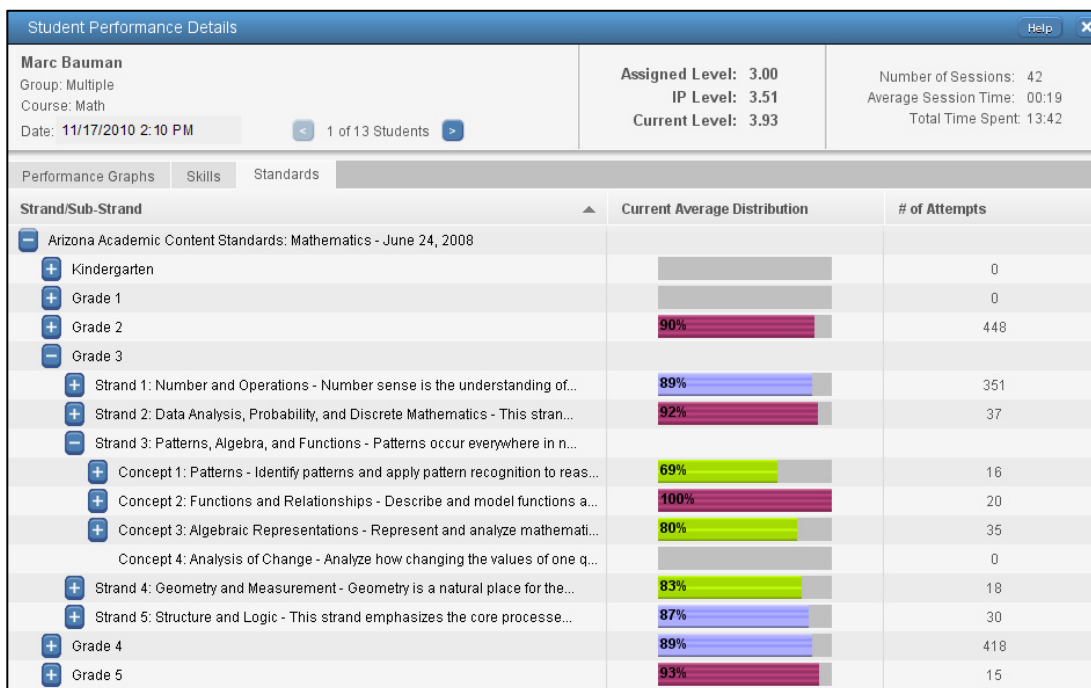 Student Performance Details Help
Marc Bauman
Group: Multiple
Course: Math
Date: 11/17/2010 2:10 PM < 1 of 13 Students >
Assigned Level: 3.00
IP Level: 3.51
Current Level: 3.93
Number of Sessions: 42
Average Session Time: 00:19
Total Time Spent: 13:42
Performance Graphs Skills Standards
Strand/Sub-Strand Current Average Distribution # of Attempts
Arizona Academic Content Standards: Mathematics - June 24, 2008
Kindergarten 0
Grade 1 0
Grade 2 90% 448
Grade 3
Strand 1: Number and Operations - Number sense is the understanding of... 89% 351
Strand 2: Data Analysis, Probability, and Discrete Mathematics - This stran... 92% 37
Strand 3: Patterns, Algebra, and Functions - Patterns occur everywhere in n...
Concept 1: Patterns - Identify patterns and apply pattern recognition to reas... 69% 16
Concept 2: Functions and Relationships - Describe and model functions a... 100% 20
Concept 3: Algebraic Representations - Represent and analyze mathemati... 80% 35
Concept 4: Analysis of Change - Analyze how changing the values of one q... 0
Strand 4: Geometry and Measurement - Geometry is a natural place for the... 83% 18
Strand 5: Structure and Logic - This strand emphasizes the core processe... 87% 30
Grade 4 89% 418
Grade 5 93% 15